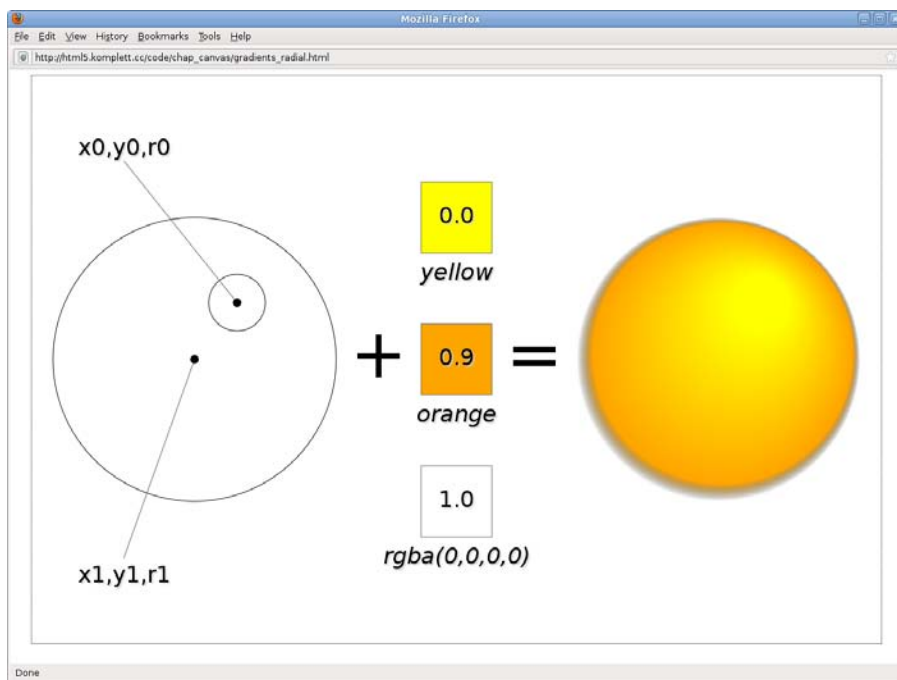 Mozilla Firefox
File Edit View History Bookmarks Tools Help
http://html5.komplett.cc/code/chap_canvas/gradients_radial.html
x0,y0,r0
0.0
yellow
+
0.9
=
orange
1.0
rgba(0,0,0,0)
x1,y1,r1
Done